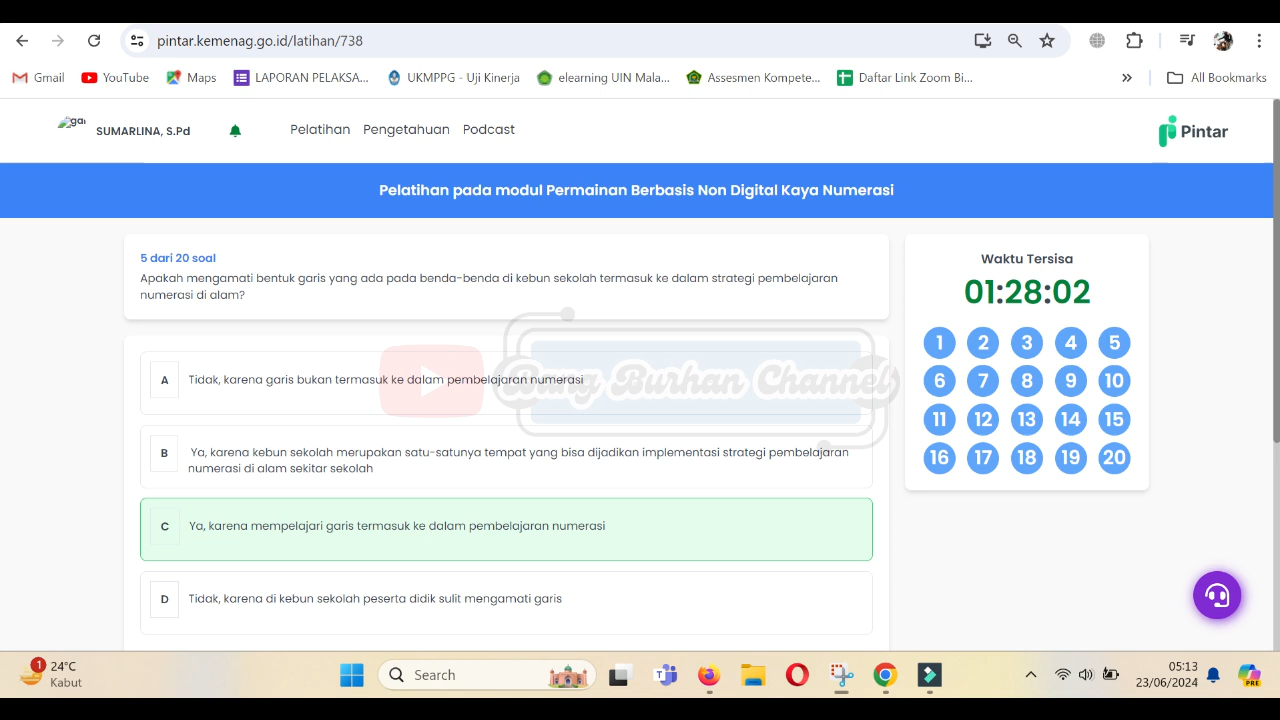 pintar.kemenag.go.id/latihan/738
Gmail YouTube Maps LAPORAN PELAKSA... UKMPPG - Uji Kinerja elearning UIN Mala... Assesmen Kompete... Daftar Link Zoom Bi... » All Bookmarks
gar SUMARLINA, S.Pd Pelatihan Pengetahuan Podcast Pintar
Pelatihan pada modul Permainan Berbasis Non Digital Kaya Numerasi
5 dari 20 soal
Apakah mengamati bentuk garis yang ada pada benda-benda di kebun sekolah termasuk ke dalam strategi pembelajaran
numerasi di alam?
A Tidak, karena garis bukan termasuk ke dalam pembelajaran numerasi
B Ya, karena kebun sekolah merupakan satu-satunya tempat yang bisa dijadikan implementasi strategi pembelajaran
numerasi di alam sekitar sekolah
C Ya, karena mempelajari garis termasuk ke dalam pembelajaran numerasi
D Tidak, karena di kebun sekolah peserta didik sulit mengamati garis
Bang Burhan Channel
Waktu Tersisa
01:28:02
1 2 3 4 5
6 7 8 9 10
11 12 13 14 15
16 17 18 19 20
1 24°C
Kabut
Search
PRE
05:13
23/06/2024